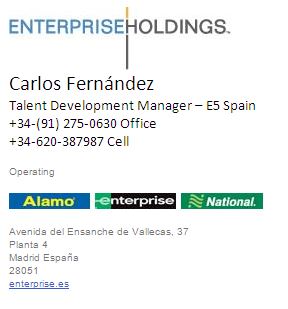 ENTERPRISEHOLDINGS.
Carlos Fernández
Talent Development Manager – E5 Spain
+34-(91) 275-0630 Office
+34-620-387987 Cell
Operating
Alamo enterprise National.
Avenida del Ensanche de Vallecas, 37
Planta 4
Madrid España
28051
enterprise.es